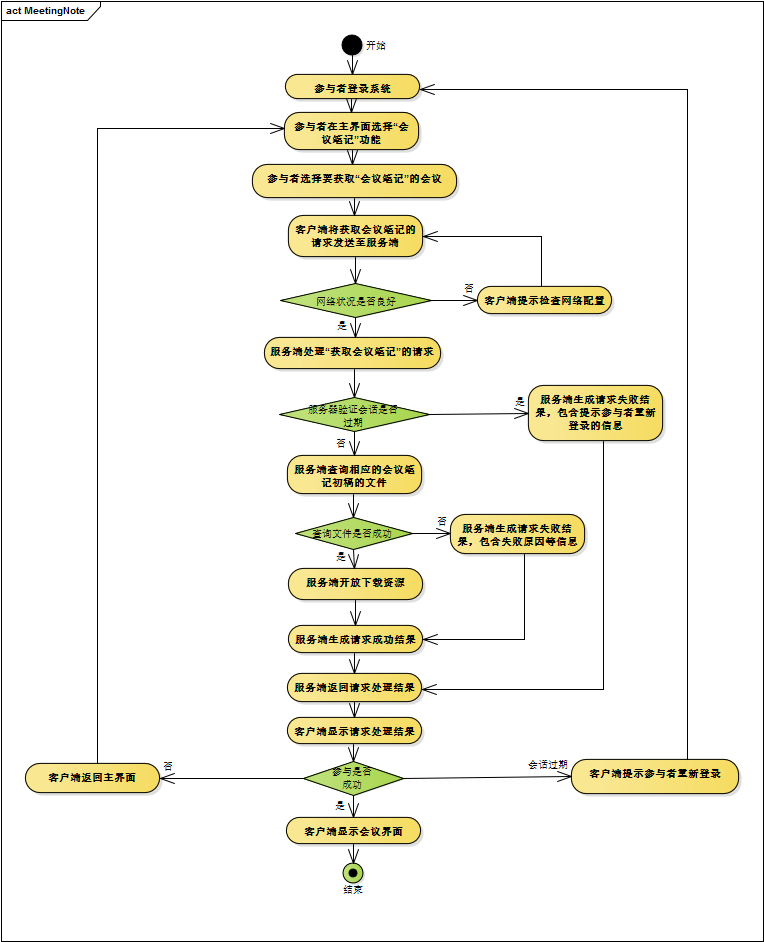 act MeetingNote
开始
参与者登录系统
参与者在主界面选择“会
议笔记”功能
参与者选择要获取“会议笔记”的会议
客户端将获取会议笔记的
请求发送至服务端
网络状况是否良好
否
客户端提示检查网络配置
是
服务端处理“获取会议笔记”的请求
服务器验证会话是否
过期
是
服务端生成请求失败结
果，包含提示参与者重新
登录的信息
否
服务端查询相应的会议笔
记初稿的文件
查询文件是否成功
否
服务端生成请求失败结
果，包含失败原因等信息
是
服务端开放下载资源
服务端生成请求成功结果
服务端返回请求处理结果
客户端显示请求处理结果
参与是否
成功
否
客户端返回主界面
会话过期
客户端提示参与者重新登录
是
客户端显示会议界面
结束